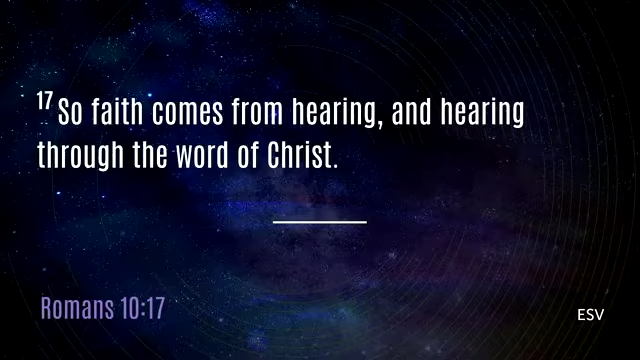 17 So faith comes from hearing, and hearing
through the word of Christ.
Romans 10:17
ESV